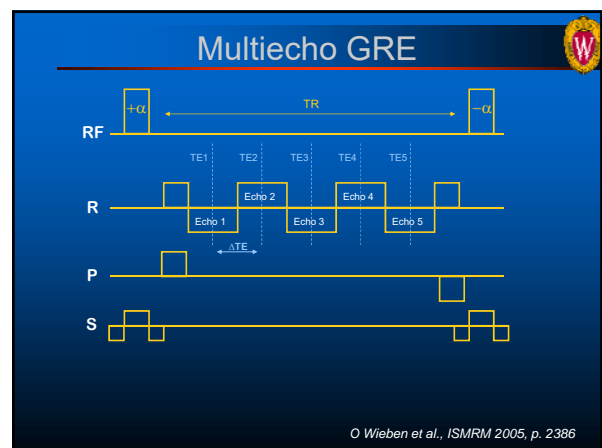 Multiecho GRE
W
+α
TR
−α
RF
TE1 TE2 TE3 TE4 TE5
R
Echo 2 Echo 4
Echo 1 Echo 3 Echo 5
ΔTE
P
S
O Wieben et al., ISMRM 2005, p. 2386